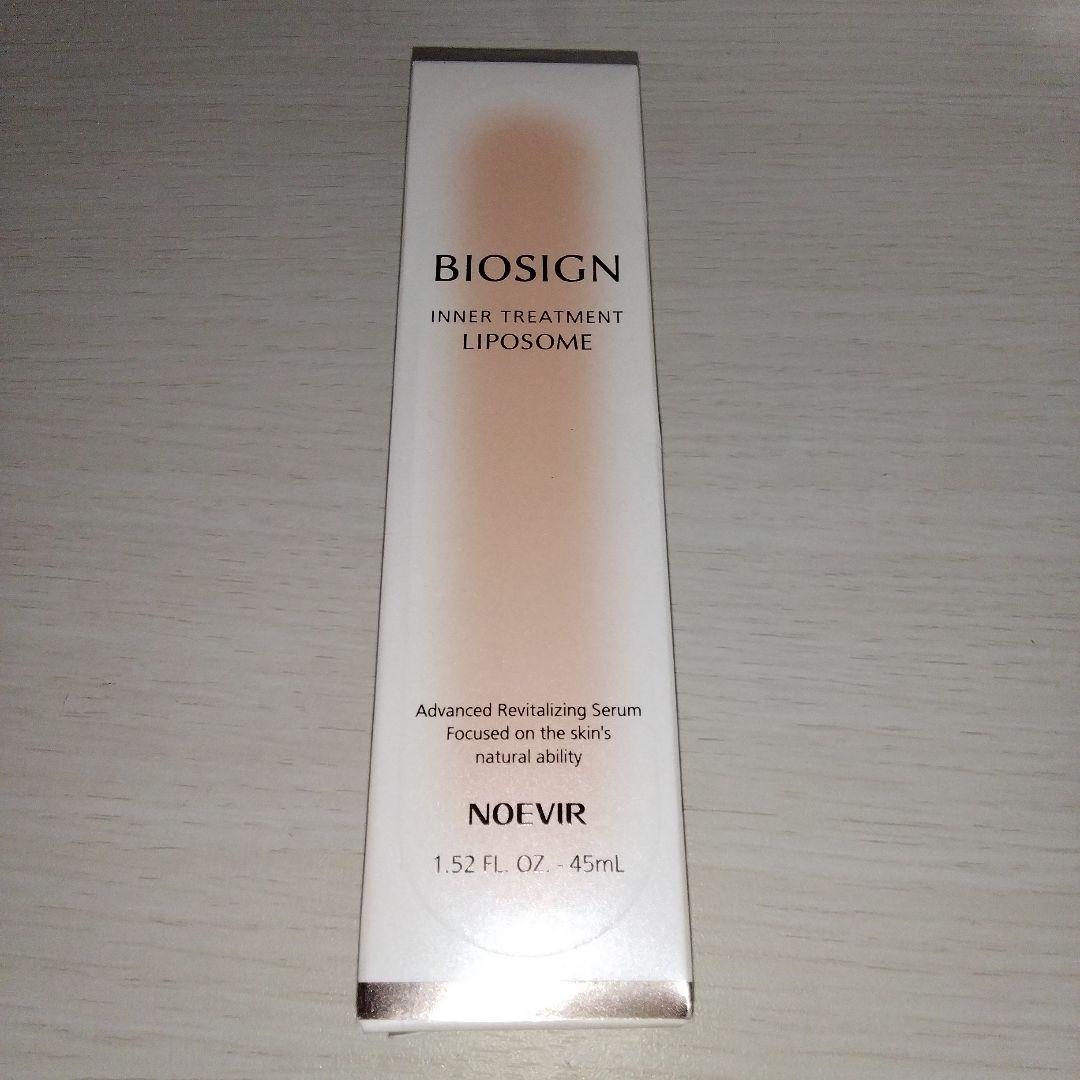 BIOSIGN
INNER TREATMENT
LIPOSOME
Advanced Revitalizing Serum
Focused on the skin's
natural ability
NOEVIR
1.52 FL. OZ. - 45mL